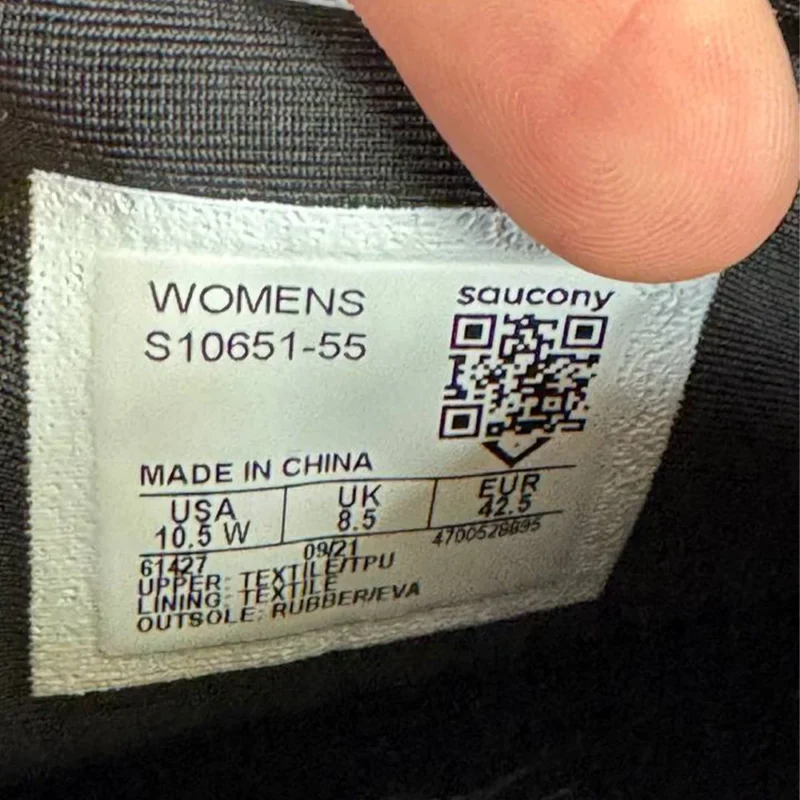 WOMENS
S10651-55
saucony
MADE IN CHINA
USA
10.5 W
UK
8.5
EUR
42.5
61427
09/21
4700528895
UPPER: TEXTILE/TPU
LINING: TEXTILE
OUTSOLE: RUBBER/EVA